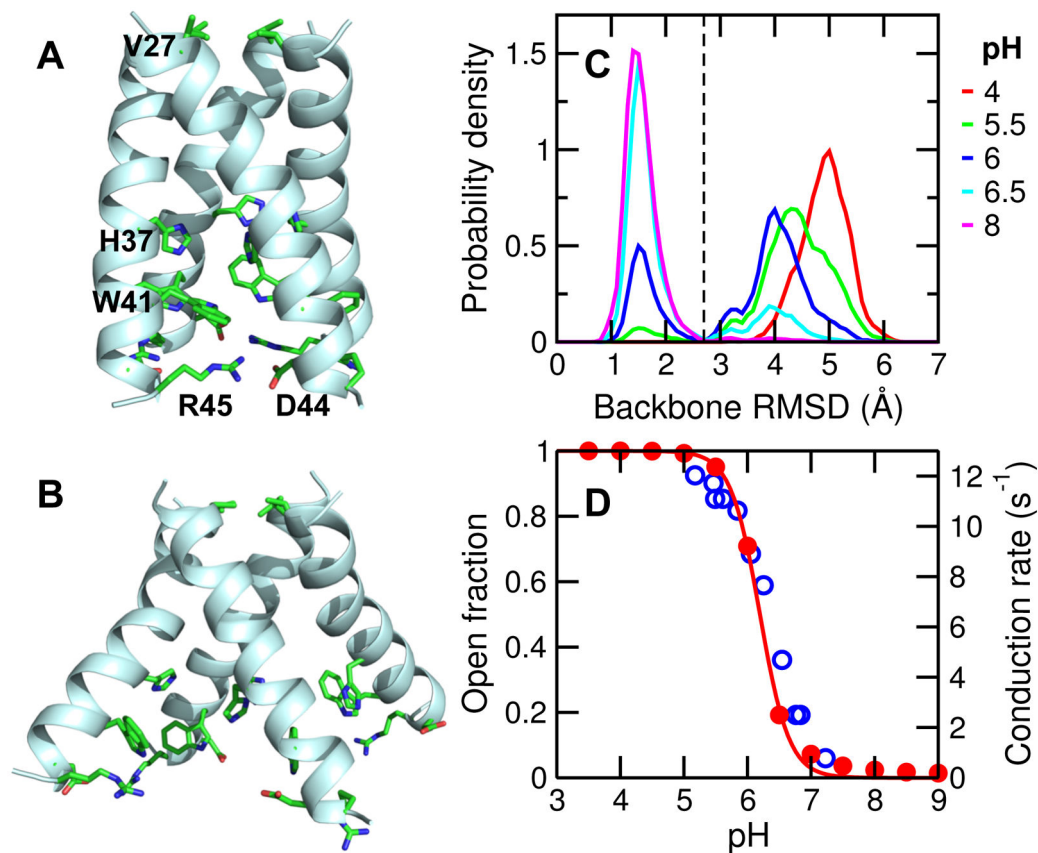 A
V27
H37
W41
R45 D44
B
C
Probability density
1.5
1
0.5
0
0 1 2 3 4 5 6 7
Backbone RMSD (Å)
pH
4
5.5
6
6.5
8
D
Open fraction
1
0.8
0.6
0.4
0.2
0
3 4 5 6 7 8 9
pH
12
10
8
6
4
2
0
Conduction rate (s⁻¹)